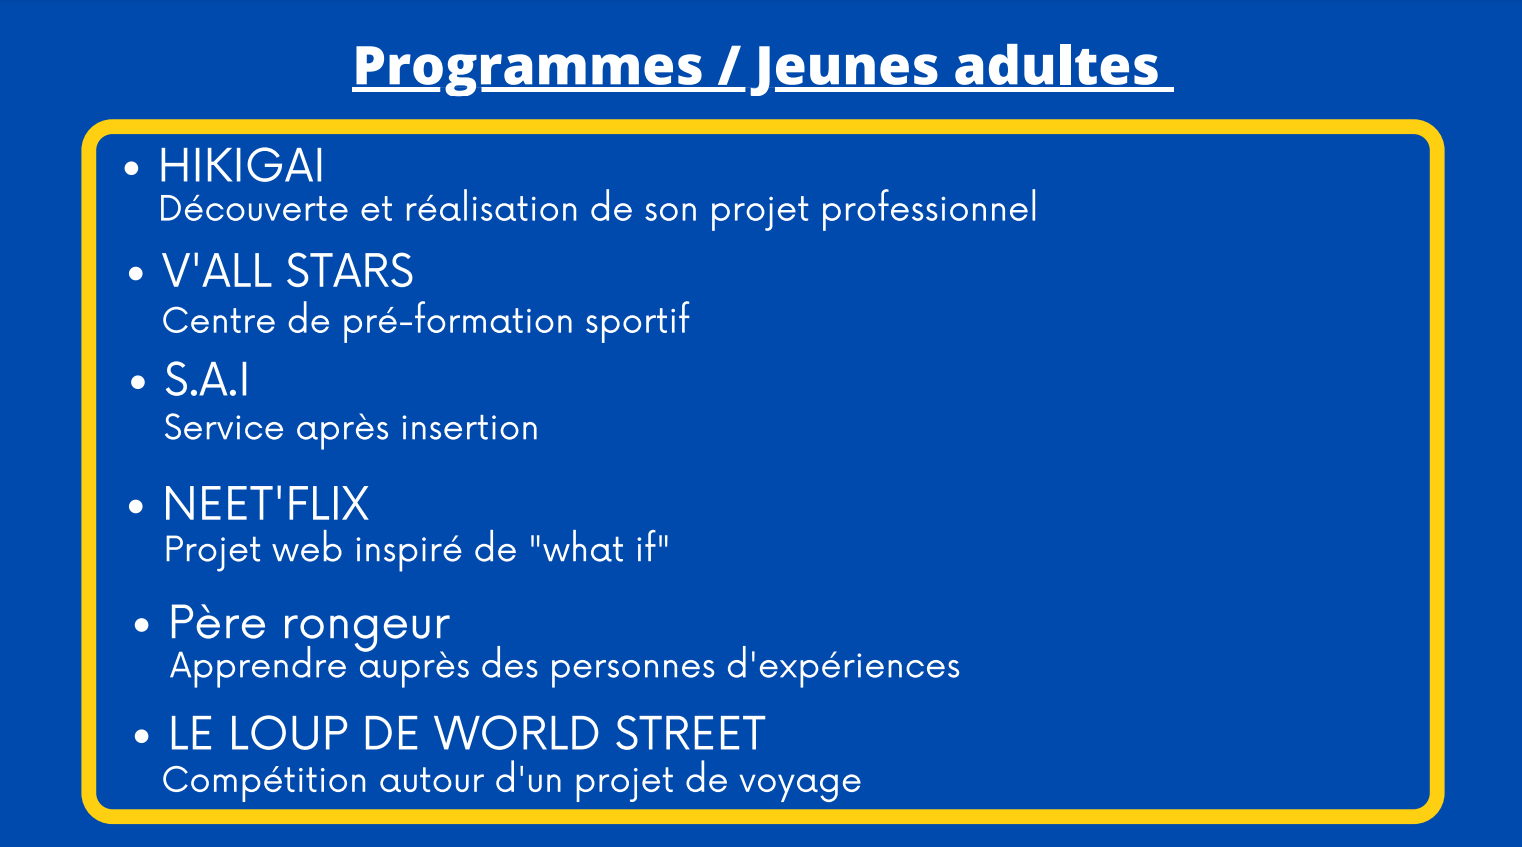 Programmes / Jeunes adultes
• HIKIGAI
Découverte et réalisation de son projet professionnel
• V'ALL STARS
Centre de pré-formation sportif
• S.A.I
Service après insertion
• NEET'FLIX
Projet web inspiré de "what if"
• Père rongeur
Apprendre auprès des personnes d'expériences
• LE LOUP DE WORLD STREET
Compétition autour d'un projet de voyage